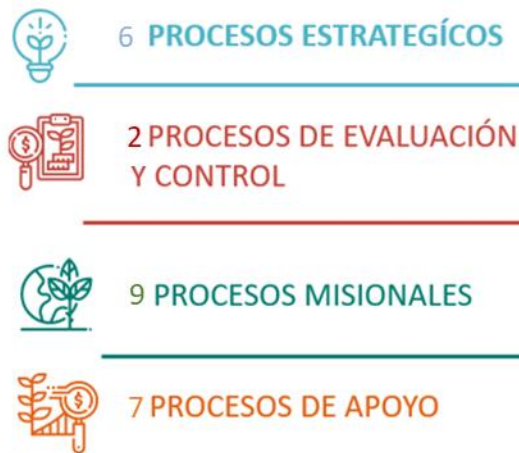 6 PROCESOS ESTRATEGÍCOS
2 PROCESOS DE EVALUACIÓN
Y CONTROL
9 PROCESOS MISIONALES
7 PROCESOS DE APOYO